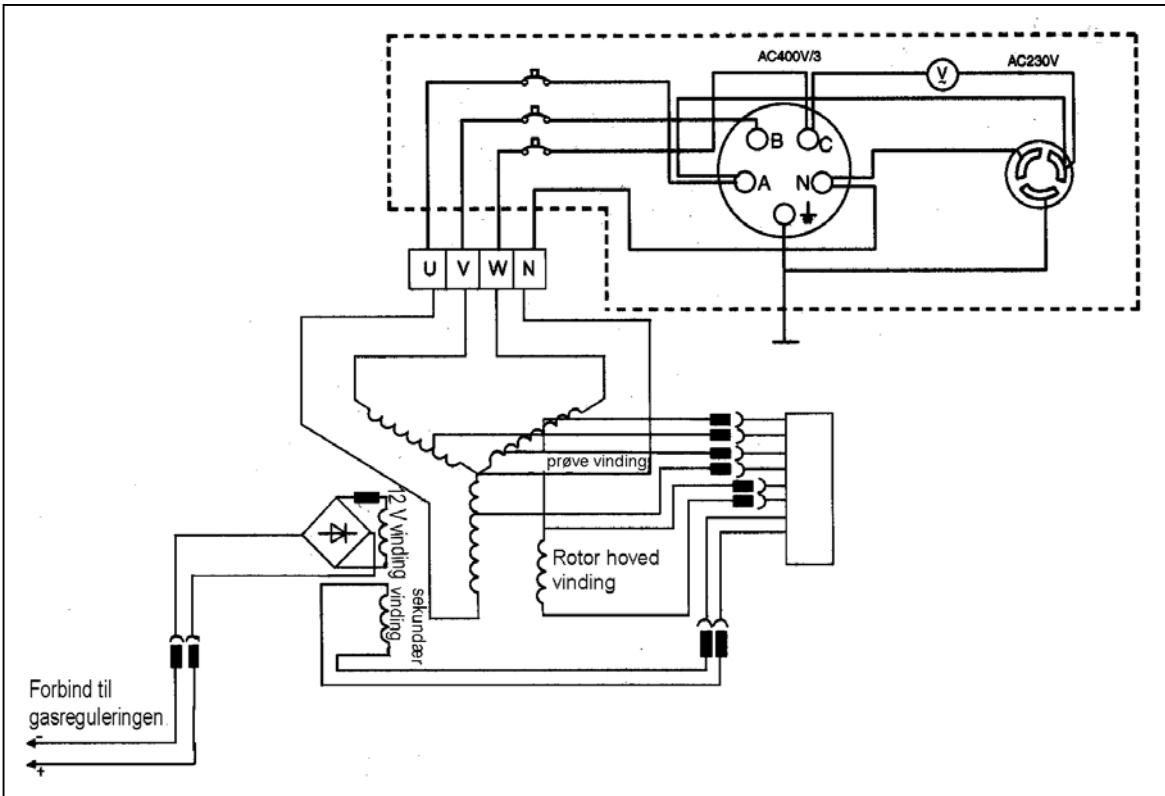 AC400V/3
AC230V
V
~
B
C
A
N
U V W N
prøve vinding
12 V vinding
sekundær
vinding
Rotor hoved
vinding
Forbind til
gasreguleringen
-
+